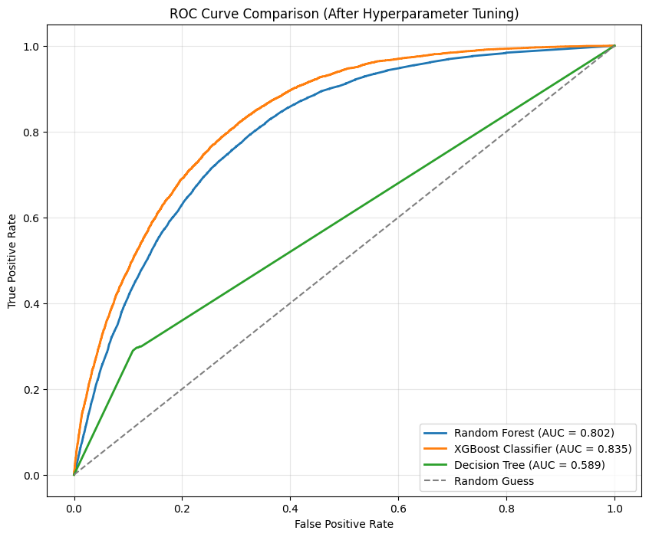 ROC Curve Comparison (After Hyperparameter Tuning)
True Positive Rate
1.0
0.8
0.6
0.4
0.2
0.0
Random Forest (AUC = 0.802)
XGBoost Classifier (AUC = 0.835)
Decision Tree (AUC = 0.589)
Random Guess
0.0 0.2 0.4 0.6 0.8 1.0
False Positive Rate